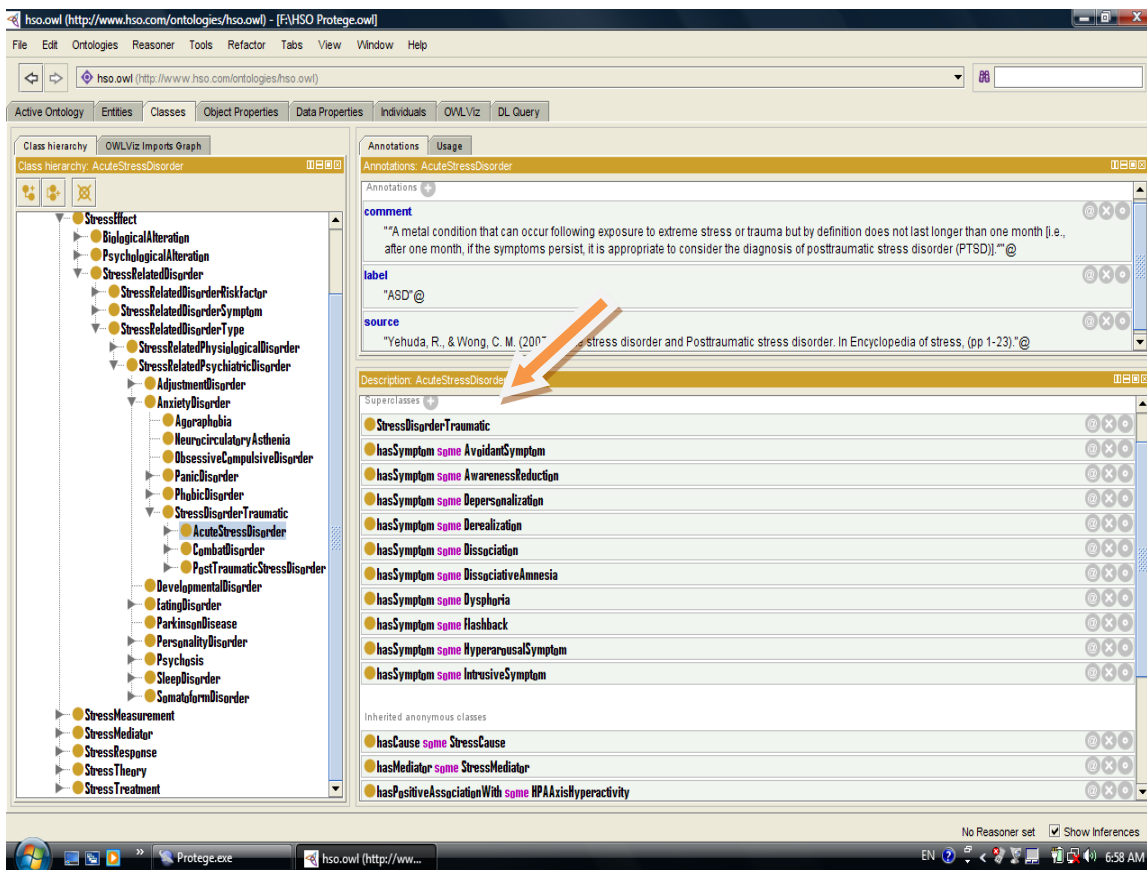 hso.owl (http://www.hso.com/ontologies/hso.owl) - [F:\HSO Protege.owl]
File Edit Ontologies Reasoner Tools Refactor Tabs View Window Help
hso.owl (http://www.hso.com/ontologies/hso.owl)
Active Ontology Entities Classes Object Properties Data Properties Individuals OWLViz DL Query
Class hierarchy OWLViz Imports Graph
Class hierarchy: AcuteStressDisorder
StressEffect
BiologicalAlteration
PsychologicalAlteration
StressRelatedDisorder
StressRelatedDisorderRiskFactor
StressRelatedDisorderSymptom
StressRelatedDisorderType
StressRelatedPhysiologicalDisorder
StressRelatedPsychiatricDisorder
AdjustmentDisorder
AnxietyDisorder
Agoraphobia
NeurocirculatoryAsthenia
ObsessiveCompulsiveDisorder
PanicDisorder
PhobicDisorder
StressDisorderTraumatic
AcuteStressDisorder
CombatDisorder
PostTraumaticStressDisorder
DevelopmentalDisorder
EatingDisorder
ParkinsonDisease
PersonalityDisorder
Psychosis
SleepDisorder
SomatoformDisorder
StressMeasurement
StressMediator
StressResponse
StressTheory
StressTreatment
Annotations Usage
Annotations: AcuteStressDisorder
Annotations
comment
""A metal condition that can occur following exposure to extreme stress or trauma but by definition does not last longer than one month [i.e.,
after one month, if the symptoms persist, it is appropriate to consider the diagnosis of posttraumatic stress disorder (PTSD)].""@
label
"ASD"@
source
"Yehuda, R., & Wong, C. M. (200 stress disorder and Posttraumatic stress disorder. In Encyclopedia of stress, (pp 1-23)."@
Description: AcuteStressDisorder
Superclasses
StressDisorderTraumatic
hasSymptom some AvoidantSymptom
hasSymptom some AwarenessReduction
hasSymptom some Depersonalization
hasSymptom some Derealization
hasSymptom some Dissociation
hasSymptom some DissociativeAmnesia
hasSymptom some Dysphoria
hasSymptom some Flashback
hasSymptom some HyperarousalSymptom
hasSymptom some IntrusiveSymptom
Inherited anonymous classes
hasCause some StressCause
hasMediator some StressMediator
hasPositiveAssociationWith some HPAAxisHyperactivity
No Reasoner set Show Inferences
Protege.exe hso.owl (http://ww... EN 6:58 AM